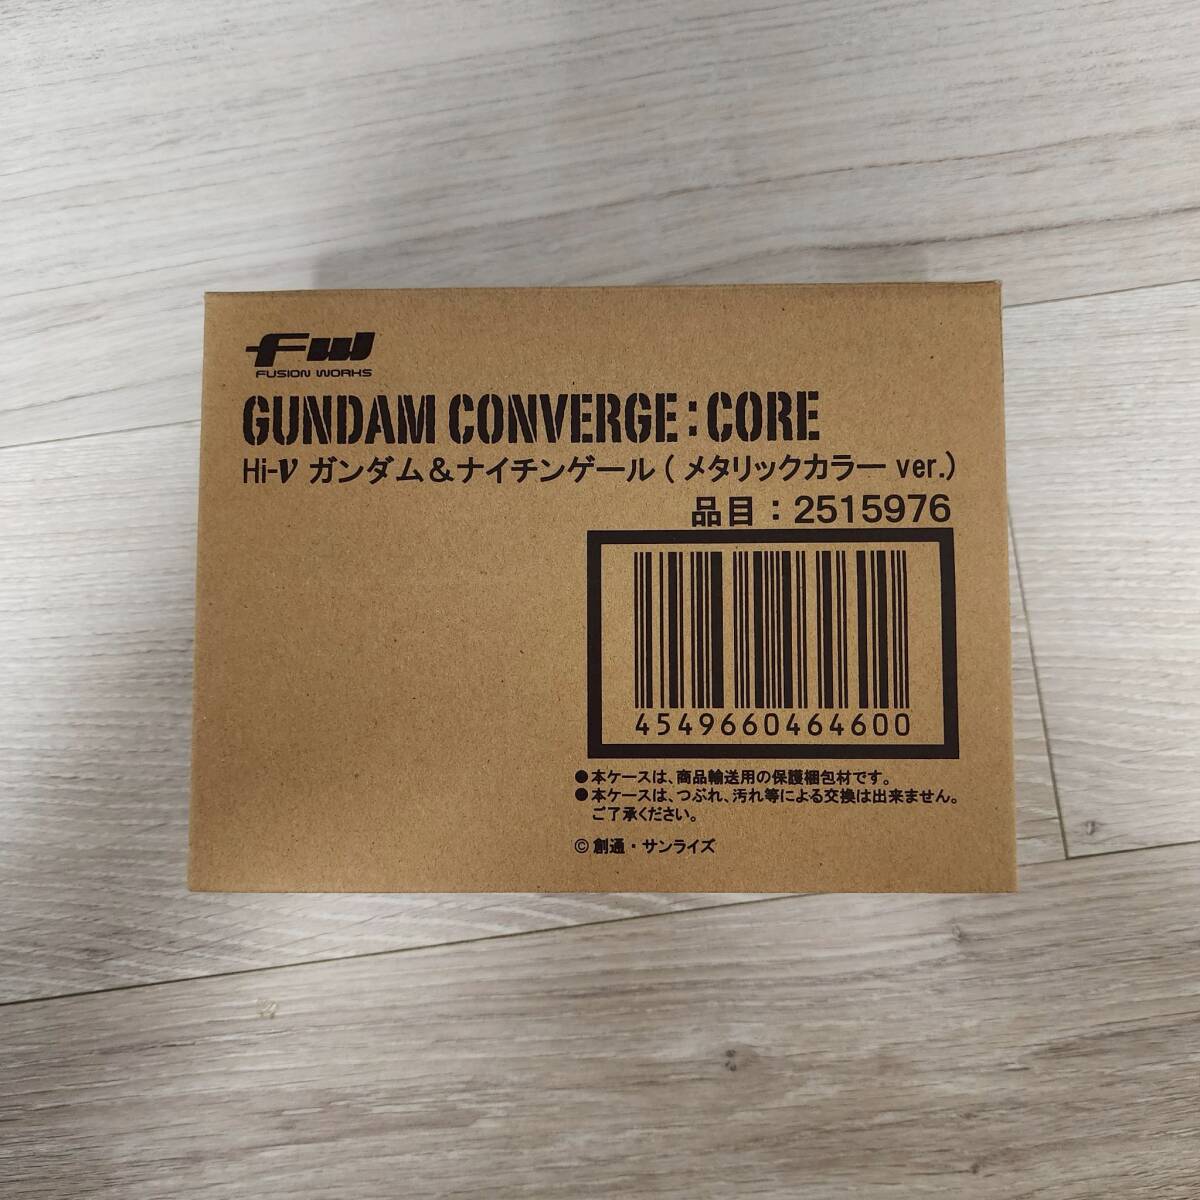 FW
FUSION WORKS
GUNDAM CONVERGE:CORE
Hi-ν ガンダム&ナイチンゲール(メタリックカラー ver.)
品目:2515976
4549660464600
●本ケースは、商品輸送用の保護梱包材です。
●本ケースは、つぶれ、汚れ等による交換は出来ません。
ご了承ください。
©創通・サンライズ